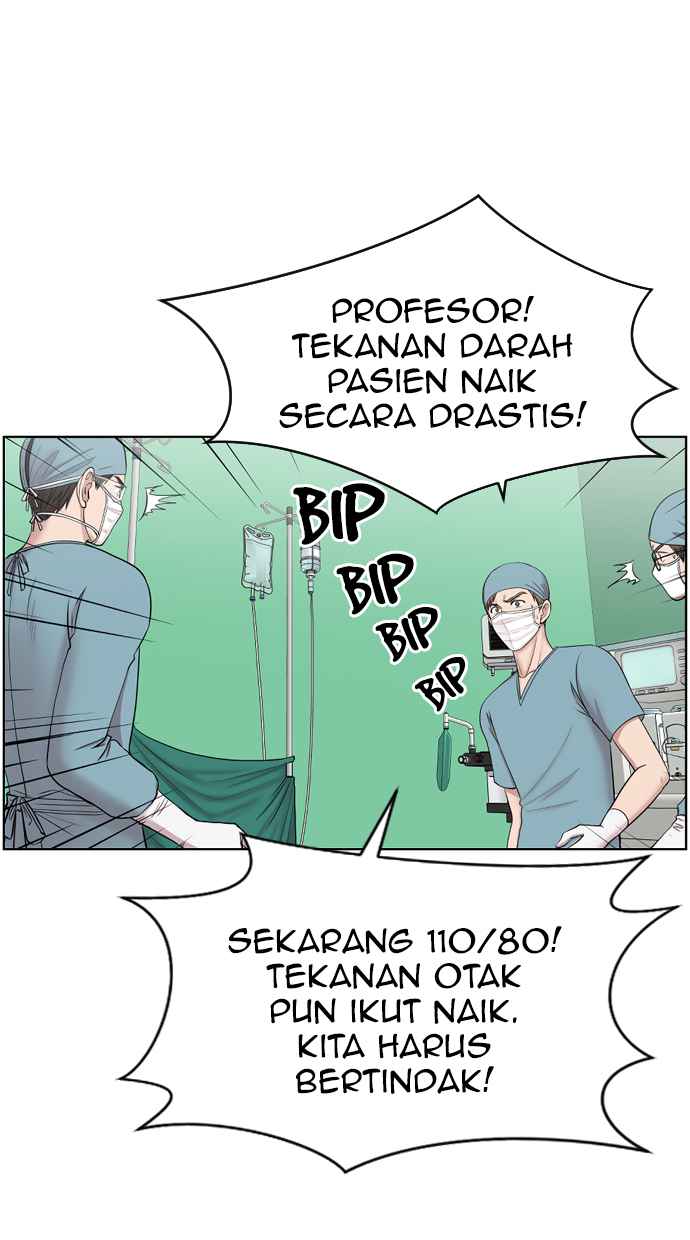 PROFESOR!
TEKANAN DARAH
PASIEN NAIK
SECARA DRASTIS!
BIP
BIP
BIP
BIP
SEKARANG 110/80!
TEKANAN OTAK
PUN IKUT NAIK.
KITA HARUS
BERTINDAK!